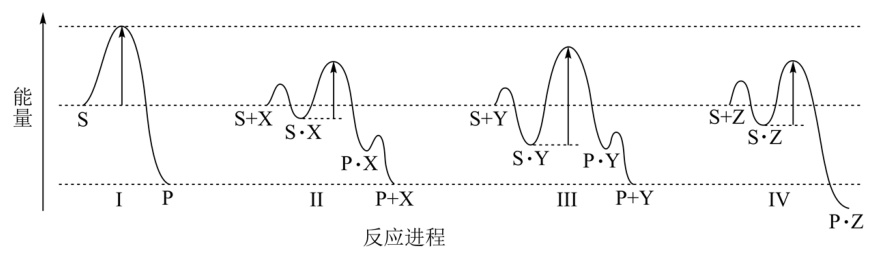 能量
S
P
I
S+X
S·X
P·X
P+X
II
S+Y
S·Y
P·Y
P+Y
III
S+Z
S·Z
P·Z
IV
反应进程